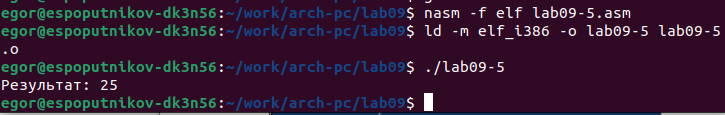 egor@espoputnikov-dk3n56:~/work/arch-pc/lab09$ nasm -f elf lab09-5.asm
egor@espoputnikov-dk3n56:~/work/arch-pc/lab09$ ld -m elf_i386 -o lab09-5 lab09-5
.o
egor@espoputnikov-dk3n56:~/work/arch-pc/lab09$ ./lab09-5
Результат: 25
egor@espoputnikov-dk3n56:~/work/arch-pc/lab09$